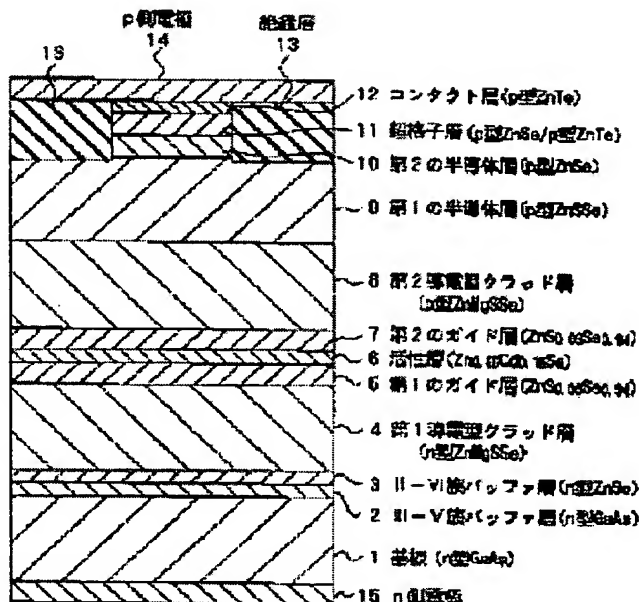 p側電極 絶縁層
13 14 13
12 コンタクト層(p型ZnTe)
11 超格子層(p型ZnSe/p型ZnTe)
10 第2の半導体層(p型ZnSe)
9 第1の半導体層(p型ZnSSe)
8 第2導電型クラッド層
(p型ZnMgSSe)
7 第2のガイド層(ZnS0.06Se0.94)
6 活性層
5 第1のガイド層(ZnS0.06Se0.94)
4 第1導電型クラッド層
(n型ZnMgSSe)
3 II-VI族バッファ層(n型ZnSe)
2 III-V族バッファ層(n型GaAs)
1 基板(n型GaAs)
15 n側電極